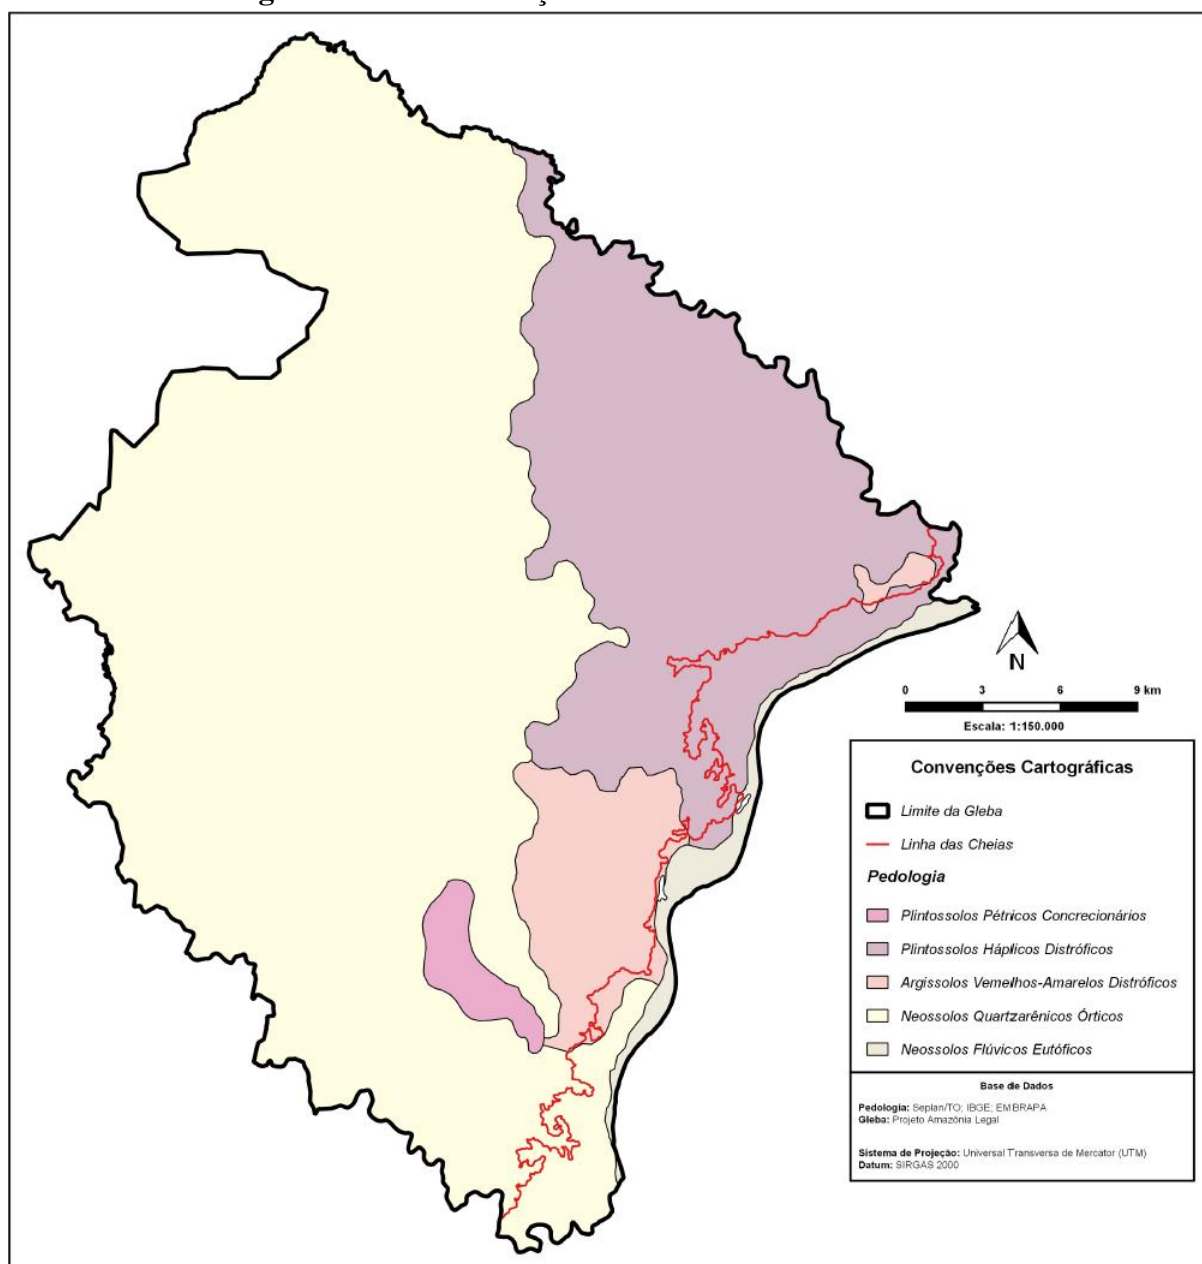 N
0 3 6 9 km
Escala: 1:150.000
Convenções Cartográficas
Limite da Gleba
Linha das Cheias
Pedologia
Plintossolos Pétricos Concrecionários
Plintossolos Háplicos Distróficos
Argissolos Vemelhos-Amarelos Distróficos
Neossolos Quartzarênicos Órticos
Neossolos Flúvicos Eutóficos
Base de Dados
Pedologia: Seplan/TO; IBGE; EMBRAPA
Gleba: Projeto Amazônia Legal
Sistema de Projeção: Universal Transversa de Mercator (UTM)
Datum: SIRGAS 2000